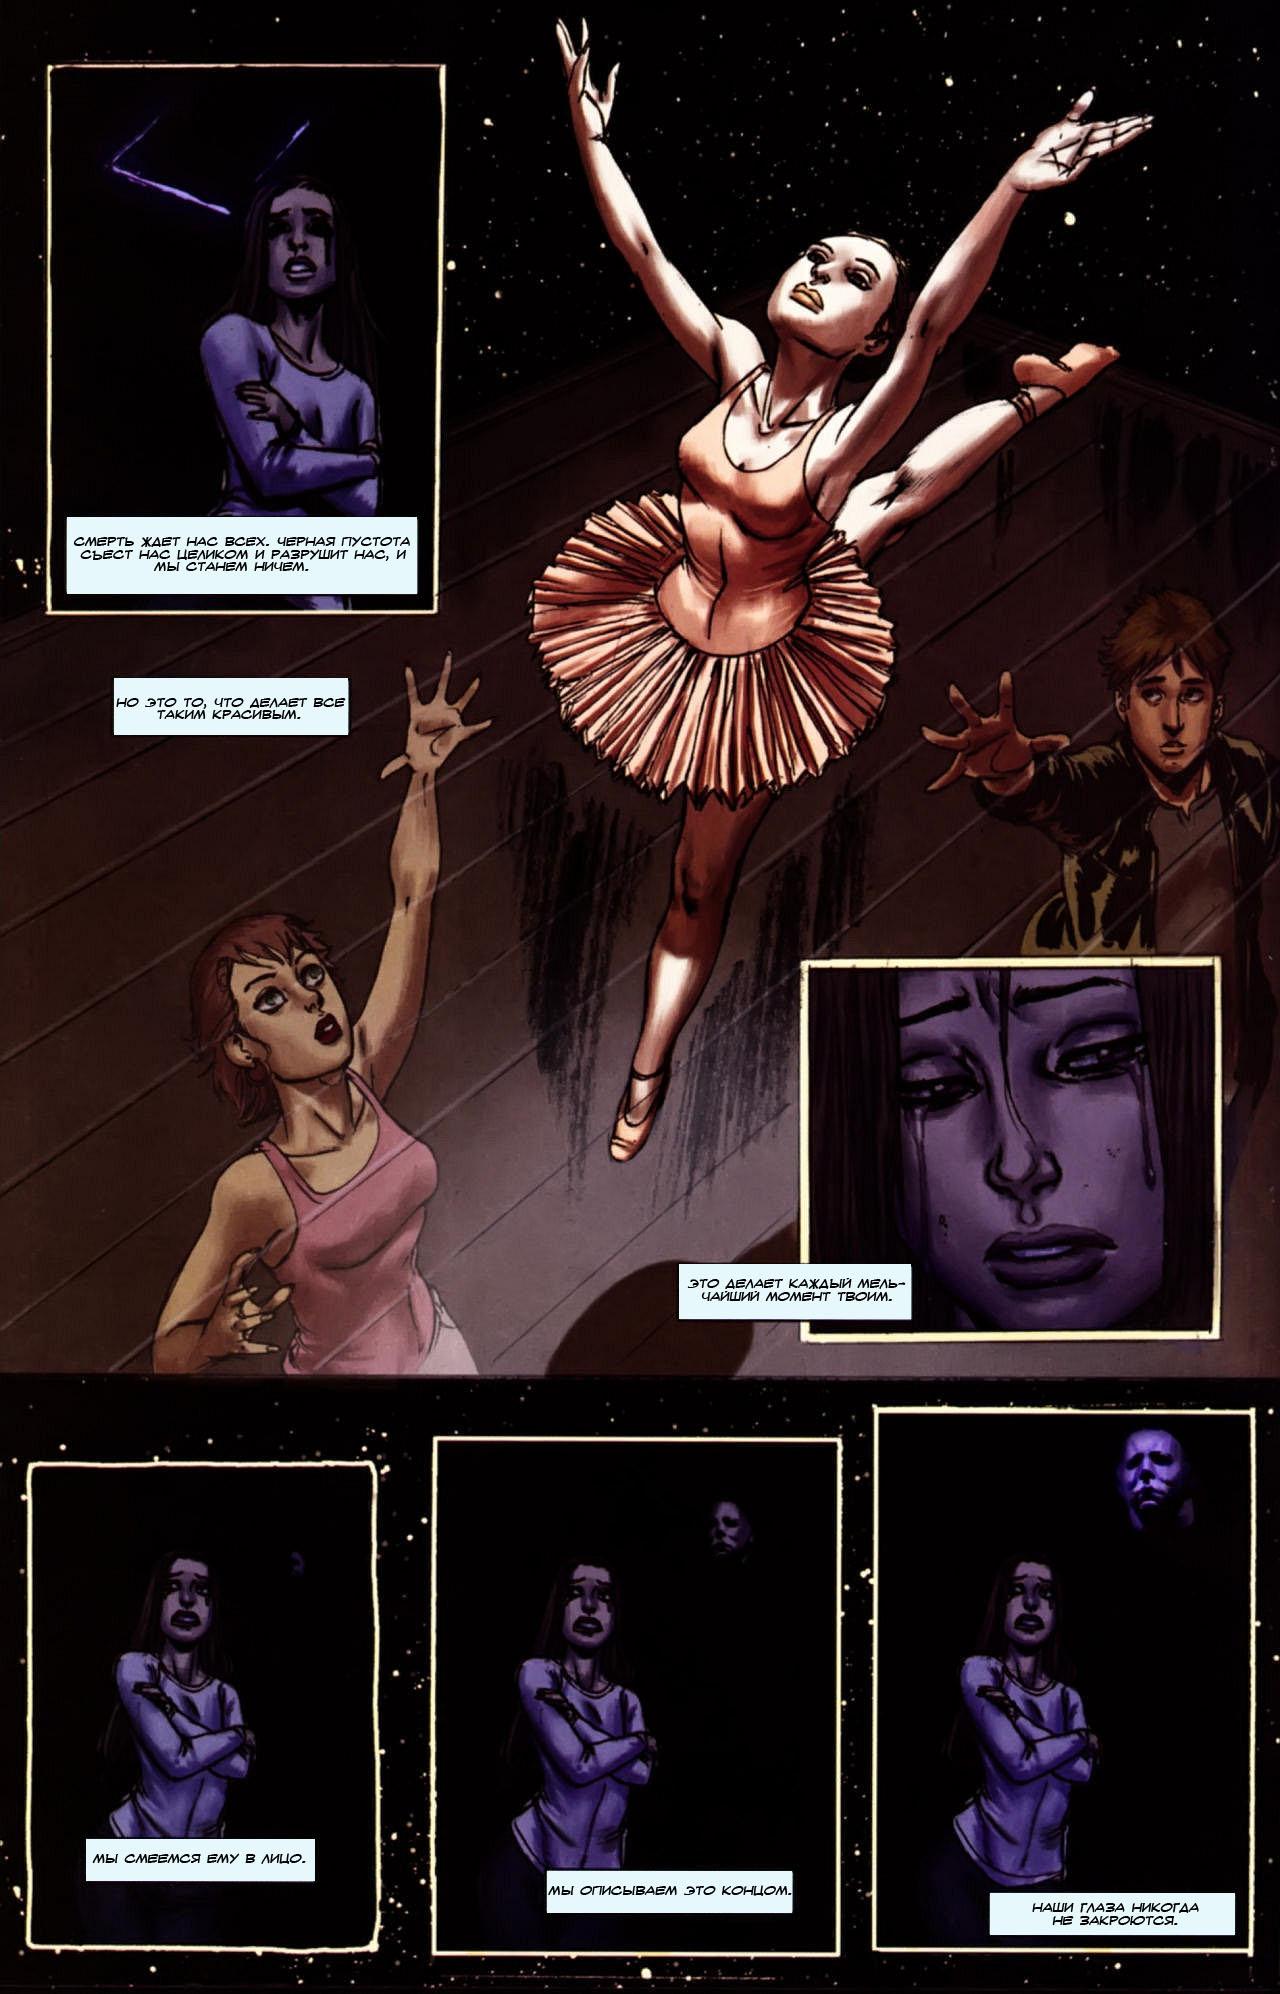 СМЕРТЬ ЖДЕТ НАС ВСЕХ. ЧЕРНАЯ ПУСТОТА
СЪЕСТ НАС ЦЕЛИКОМ И РАЗРУШИТ НАС, И
МЫ СТАНЕМ НИЧЕМ.
НО ЭТО ТО, ЧТО ДЕЛАЕТ ВСЕ
ТАКИМ КРАСИВЫМ.
ЭТО ДЕЛАЕТ КАЖДЫЙ МЕЛЬ-
ЧАЙШИЙ МОМЕНТ ТВОИМ.
МЫ СМЕЕМСЯ ЕМУ В ЛИЦО.
МЫ ОПИСЫВАЕМ ЭТО КОНЦОМ.
НАШИ ГЛАЗА НИКОГДА
НЕ ЗАКРОЮТСЯ.